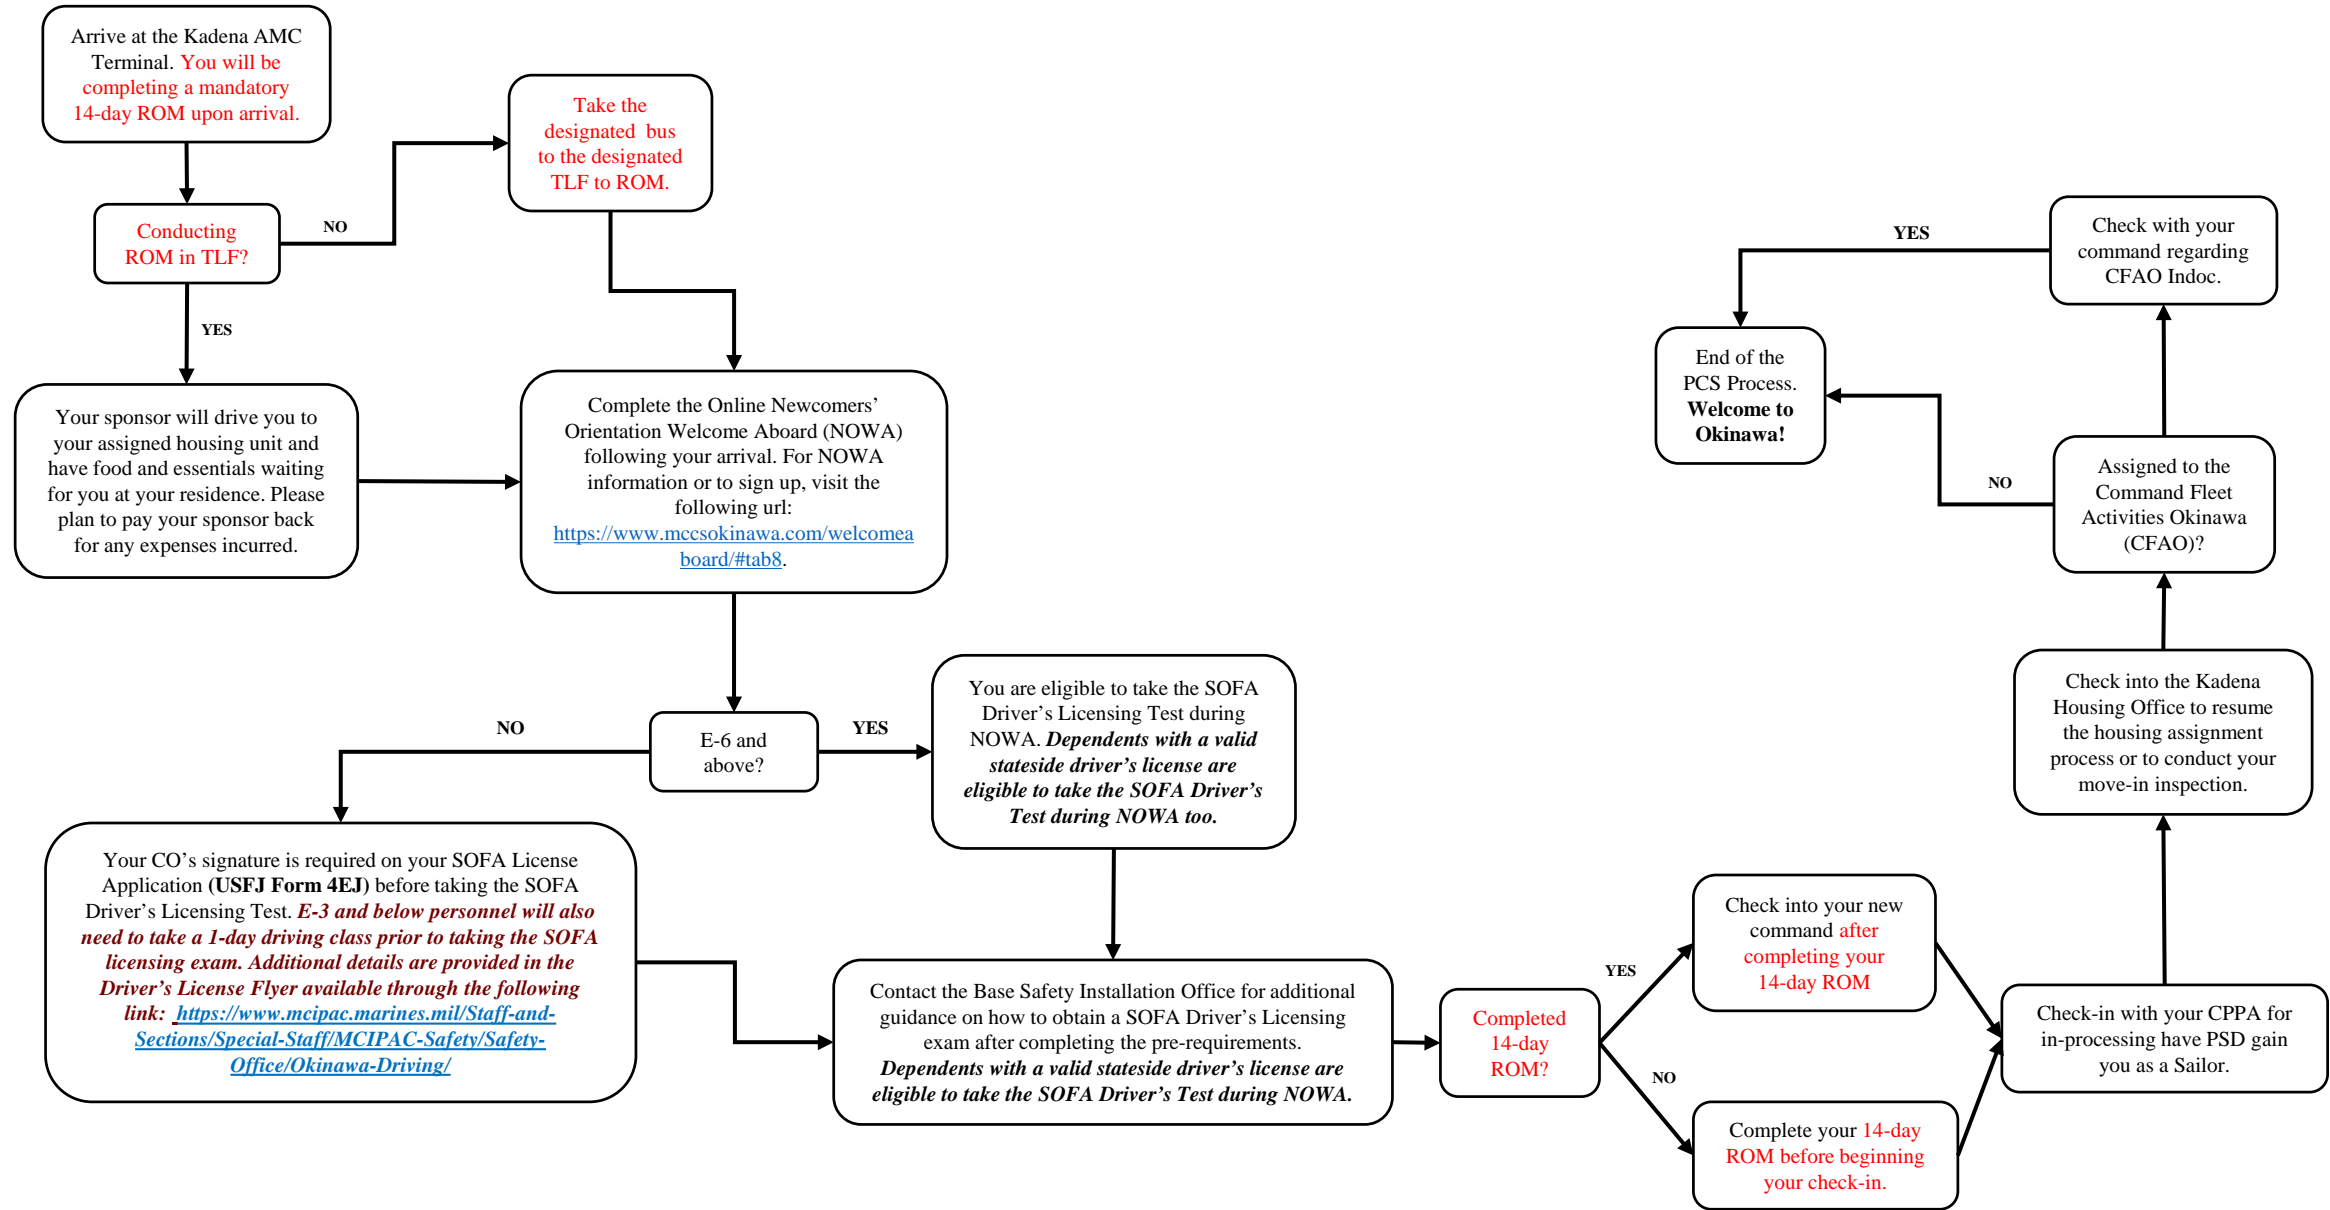 Arrive at the Kadena AMC
Terminal. You will be
completing a mandatory
14-day ROM upon arrival.
Conducting
ROM in TLF?
NO
YES
Take the
designated bus
to the designated
TLF to ROM.
Your sponsor will drive you to
your assigned housing unit and
have food and essentials waiting
for you at your residence. Please
plan to pay your sponsor back
for any expenses incurred.
Complete the Online Newcomers’
Orientation Welcome Aboard (NOWA)
following your arrival. For NOWA
information or to sign up, visit the
following url:
https://www.mccsokinawa.com/welcomea
board/#tab8.
E-6 and
above?
NO
YES
You are eligible to take the SOFA
Driver’s Licensing Test during
NOWA. Dependents with a valid
stateside driver’s license are
eligible to take the SOFA Driver’s
Test during NOWA too.
Your CO’s signature is required on your SOFA License
Application (USFJ Form 4EJ) before taking the SOFA
Driver’s Licensing Test. E-3 and below personnel will also
need to take a 1-day driving class prior to taking the SOFA
licensing exam. Additional details are provided in the
Driver’s License Flyer available through the following
link: https://www.mcipac.marines.mil/Staff-and-
Sections/Special-Staff/MCIPAC-Safety/Safety-
Office/Okinawa-Driving/
Contact the Base Safety Installation Office for additional
guidance on how to obtain a SOFA Driver’s Licensing
exam after completing the pre-requirements.
Dependents with a valid stateside driver’s license are
eligible to take the SOFA Driver’s Test during NOWA.
Completed
14-day
ROM?
YES
NO
Check into your new
command after
completing your
14-day ROM
Complete your 14-day
ROM before beginning
your check-in.
Check-in with your CPPA for
in-processing have PSD gain
you as a Sailor.
Check into the Kadena
Housing Office to resume
the housing assignment
process or to conduct your
move-in inspection.
Assigned to the
Command Fleet
Activities Okinawa
(CFAO)?
NO
Check with your
command regarding
CFAO Indoc.
YES
End of the
PCS Process.
Welcome to
Okinawa!